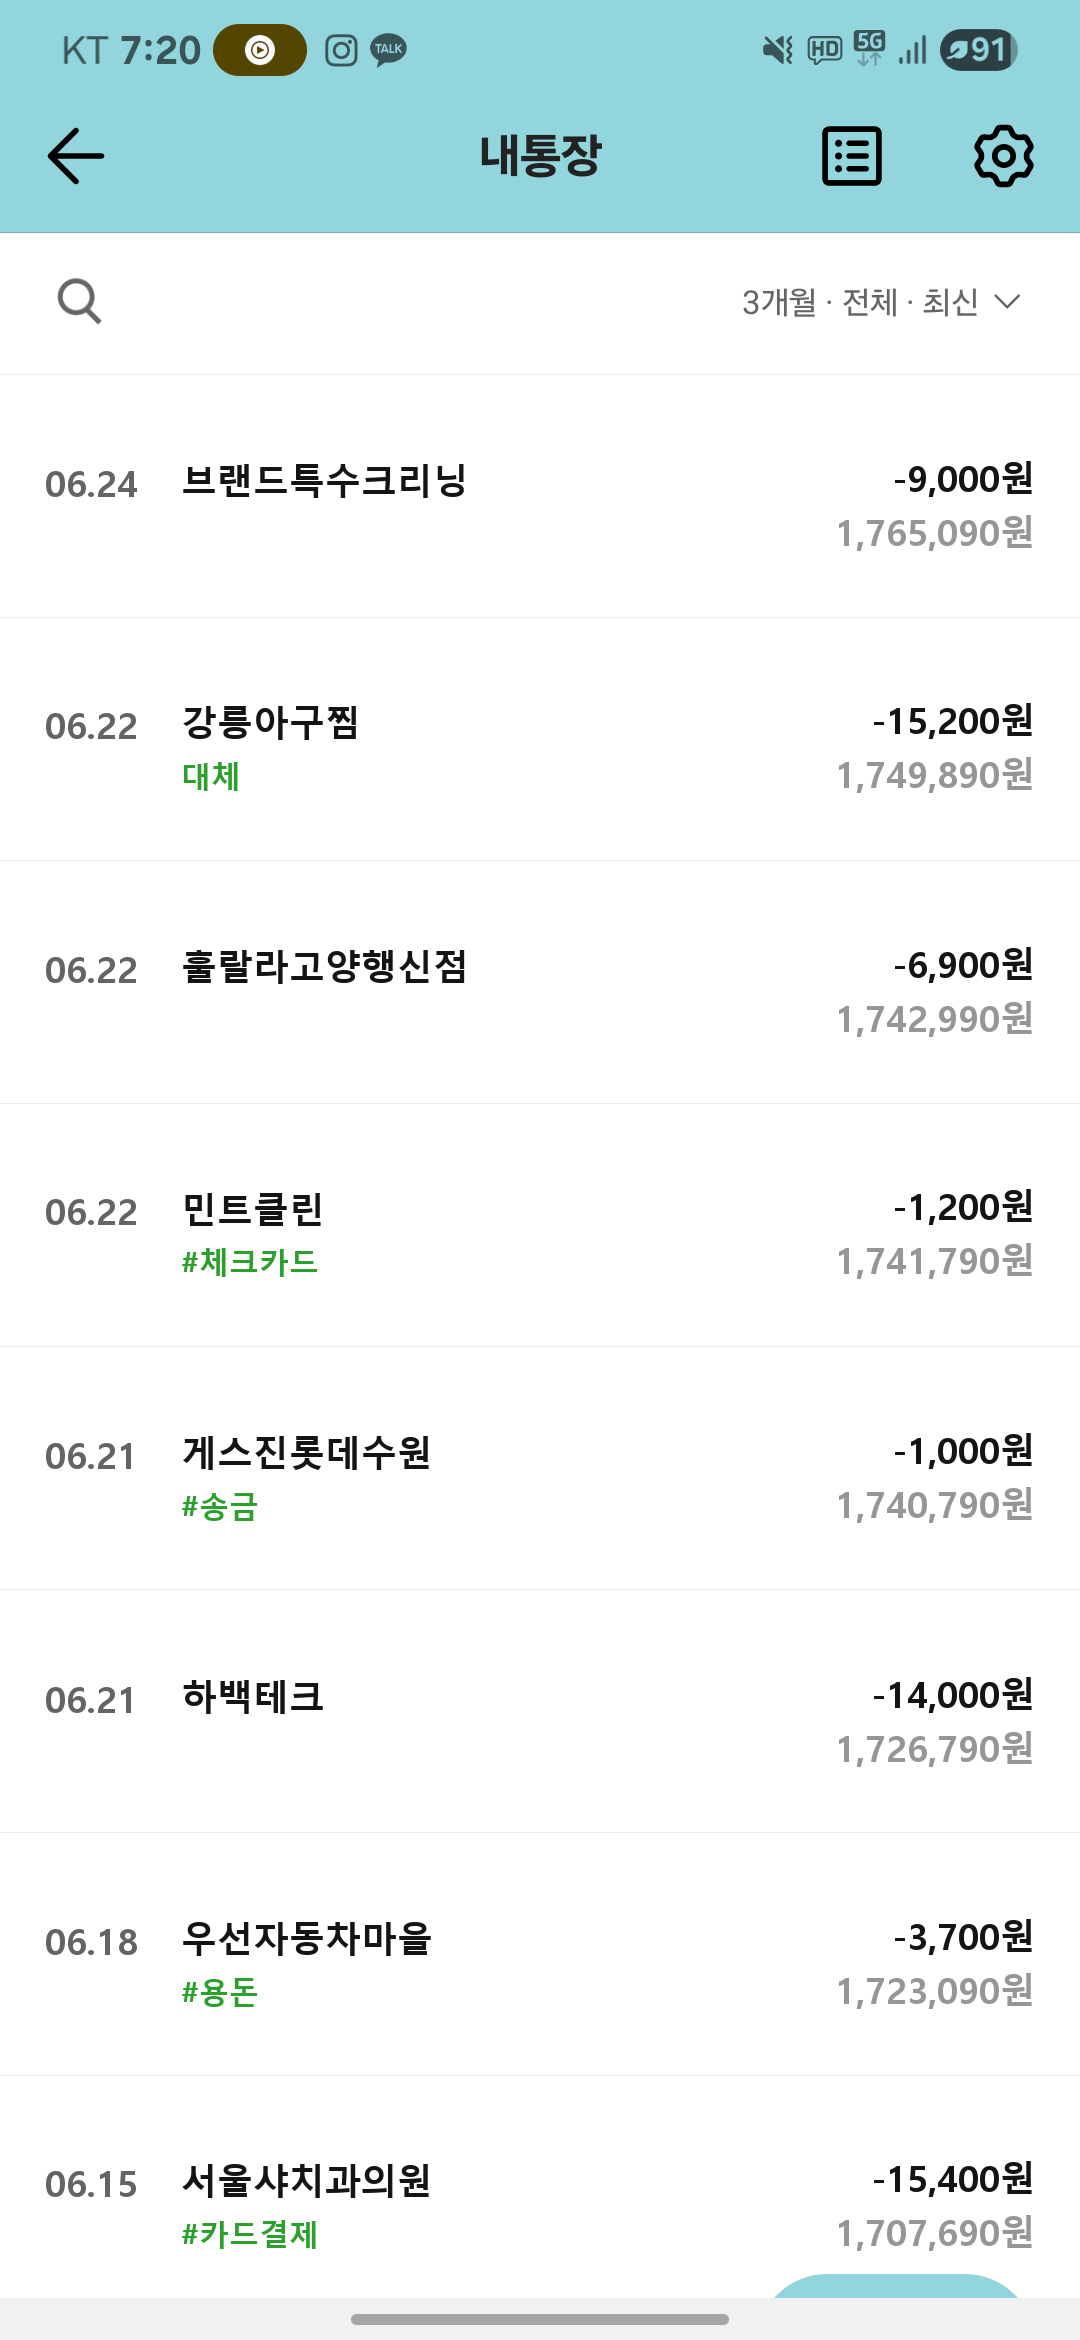 KT 7:20 TALK HD 5G 91
내통장
3개월 · 전체 · 최신
06.24 브랜드특수크리닝 -9,000원
1,765,090원
06.22 강릉아구찜 -15,200원
대체 1,749,890원
06.22 훌랄라고양행신점 -6,900원
1,742,990원
06.22 민트클린 -1,200원
#체크카드 1,741,790원
06.21 게스진롯데수원 -1,000원
#송금 1,740,790원
06.21 하백테크 -14,000원
1,726,790원
06.18 우선자동차마을 -3,700원
#용돈 1,723,090원
06.15 서울샤치과의원 -15,400원
#카드결제 1,707,690원